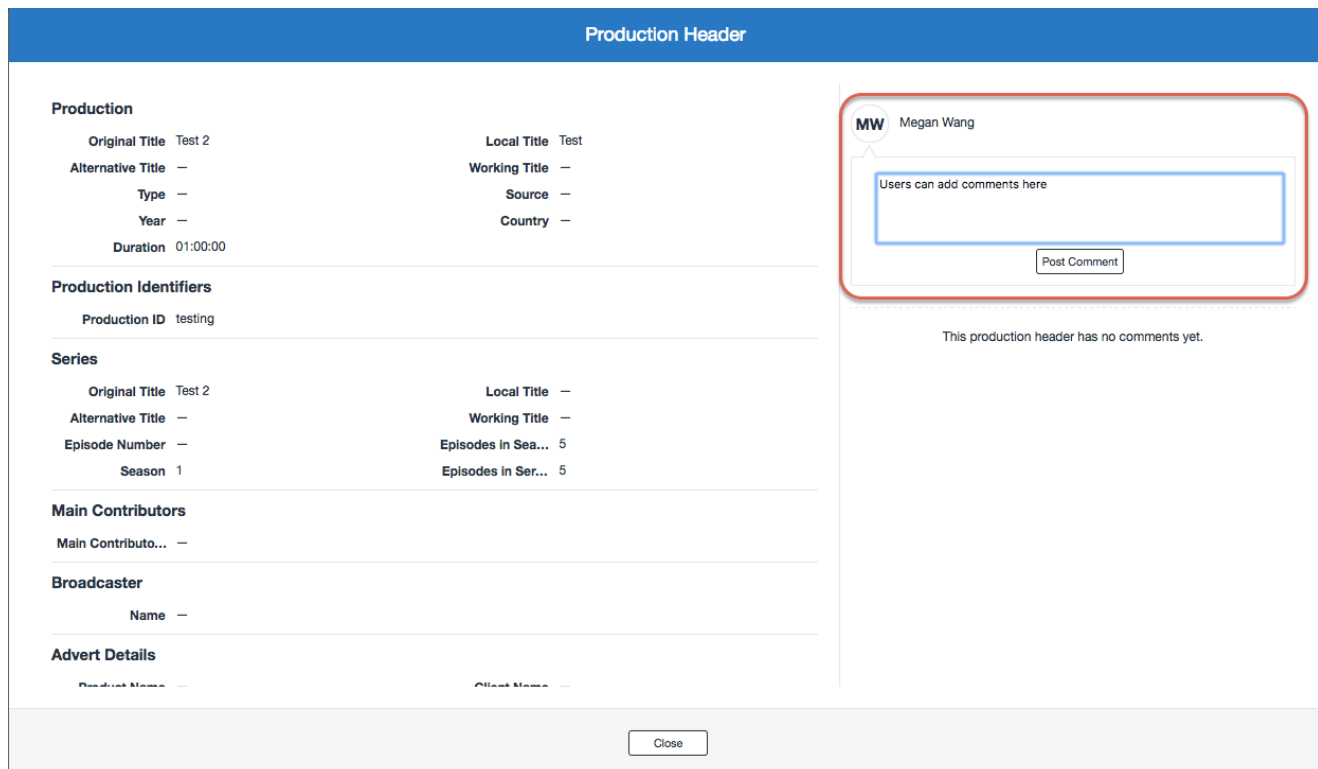 Production Header
Production
Original Title Test 2 Local Title Test
Alternative Title — Working Title —
Type — Source —
Year — Country —
Duration 01:00:00
Production Identifiers
Production ID testing
Series
Original Title Test 2 Local Title —
Alternative Title — Working Title —
Episode Number — Episodes in Sea... 5
Season 1 Episodes in Ser... 5
Main Contributors
Main Contributo... —
Broadcaster
Name —
Advert Details
Product Name — Client Name —
MW Megan Wang
Users can add comments here
Post Comment
This production header has no comments yet.
Close